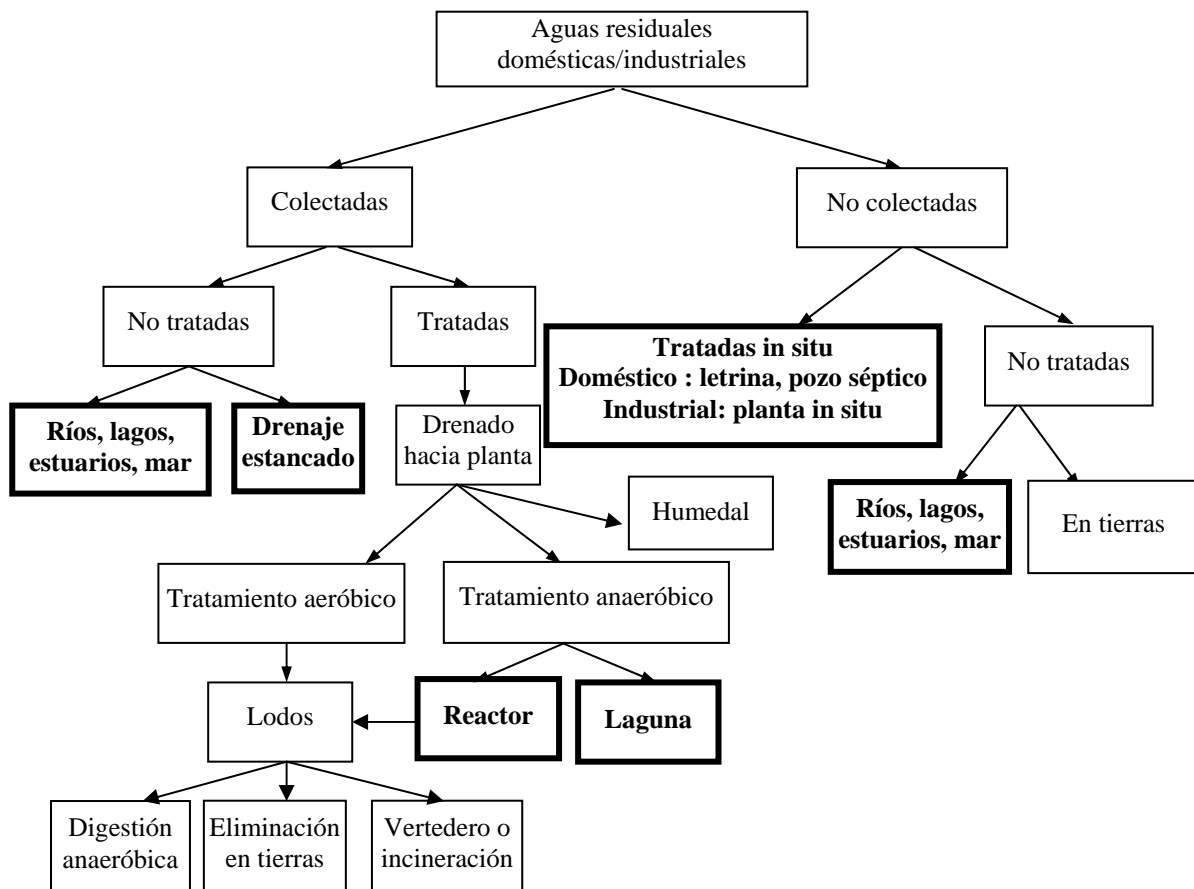 Aguas residuales
domésticas/industriales
Colectadas
No colectadas
No tratadas
Tratadas
Tratadas in situ
Doméstico : letrina, pozo séptico
Industrial: planta in situ
No tratadas
Ríos, lagos,
estuarios, mar
Drenaje
estancado
Drenado
hacia planta
Humedal
Ríos, lagos,
estuarios, mar
En tierras
Tratamiento aeróbico
Tratamiento anaeróbico
Lodos
Reactor
Laguna
Digestión
anaeróbica
Eliminación
en tierras
Vertedero o
incineración